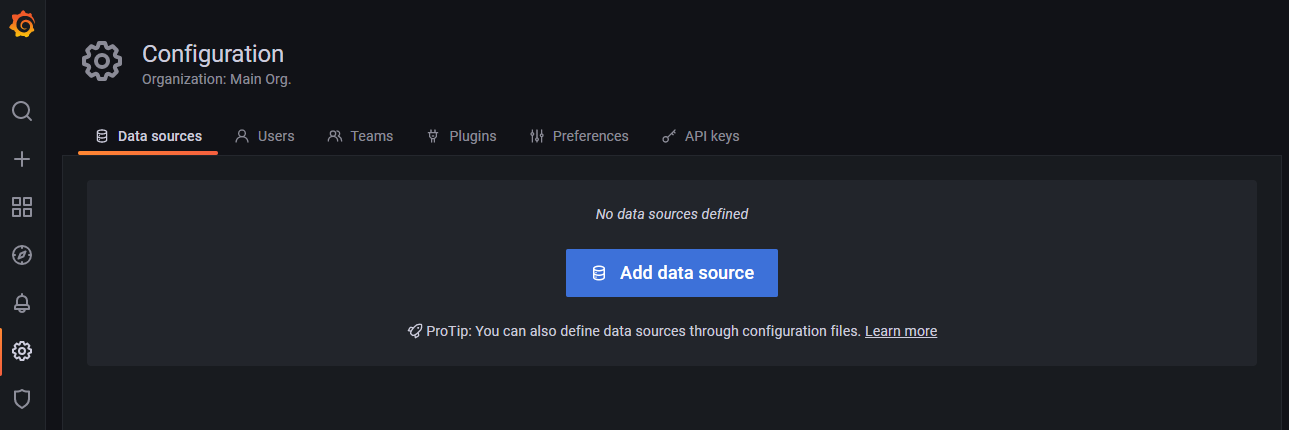 Configuration
Organization: Main Org.
Data sources Users Teams Plugins Preferences API keys
No data sources defined
Add data source
ProTip: You can also define data sources through configuration files. Learn more